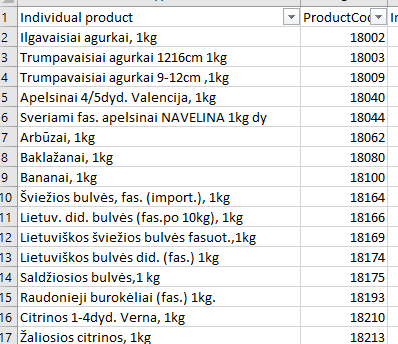 1 Individual product ProductCo
2 Ilgavaisiai agurkai, 1kg 18002
3 Trumpavaisiai agurkai 1216cm 1kg 18003
4 Trumpavaisiai agurkai 9-12cm ,1kg 18009
5 Apelsinai 4/5dyd. Valencija, 1kg 18040
6 Sveriami fas. apelsinai NAVELINA 1kg dy 18044
7 Arbūzai, 1kg 18062
8 Baklažanai, 1kg 18080
9 Bananai, 1kg 18100
10 Šviežios bulvės, fas. (import.), 1kg 18164
11 Lietuv. did. bulvės (fas.po 10kg), 1kg 18166
12 Lietuviškos šviežios bulvės fasuot.,1kg 18169
13 Lietuviškos bulvės did. (fas.) 1kg 18174
14 Saldžiosios bulvės,1 kg 18175
15 Raudonieji burokėliai (fas.) 1kg. 18193
16 Citrinos 1-4dyd. Verna, 1kg 18210
17 Žaliosios citrinos, 1kg 18213